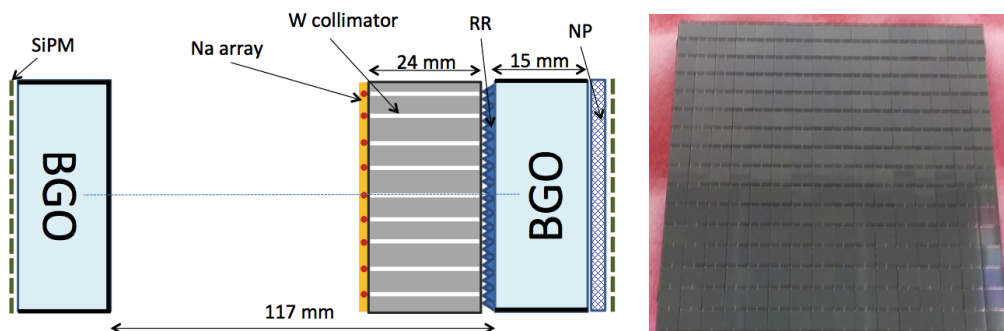 SiPM
Na array
W collimator
RR
NP
24 mm
15 mm
BGO
BGO
117 mm